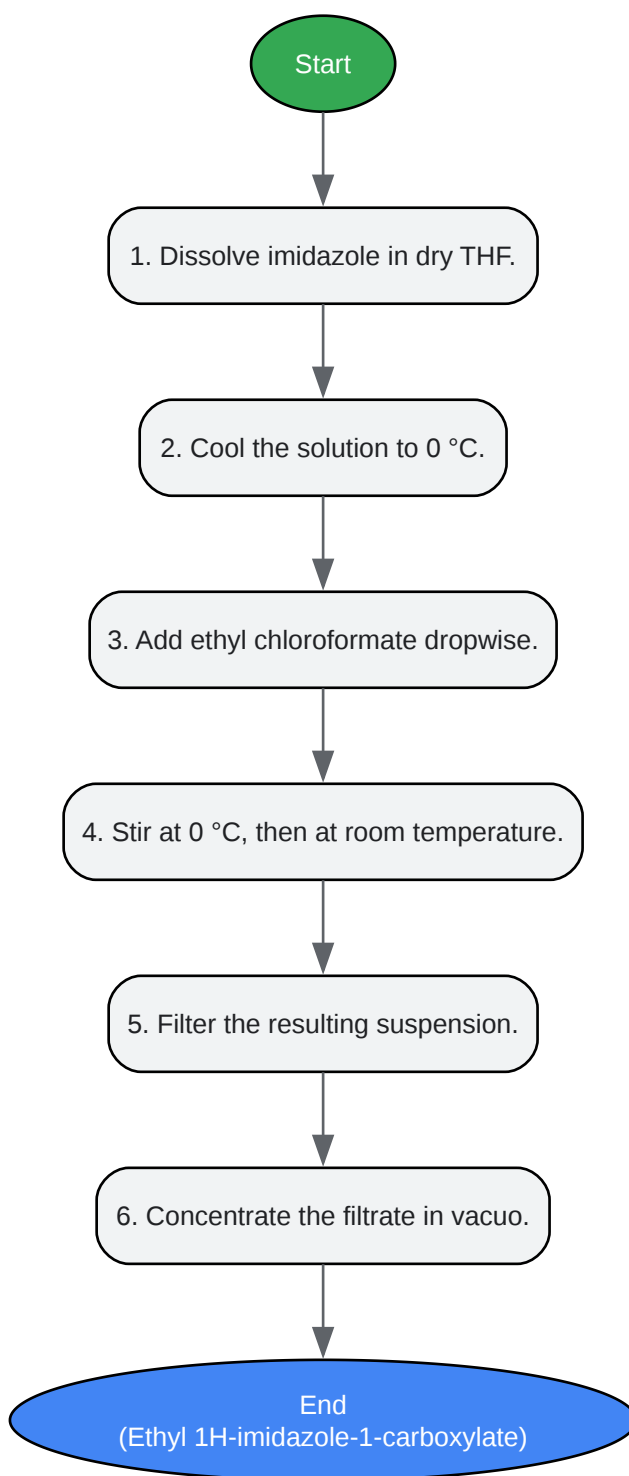 Start
1. Dissolve imidazole in dry THF.
2. Cool the solution to 0 °C.
3. Add ethyl chloroformate dropwise.
4. Stir at 0 °C, then at room temperature.
5. Filter the resulting suspension.
6. Concentrate the filtrate in vacuo.
End
(Ethyl 1H-imidazole-1-carboxylate)